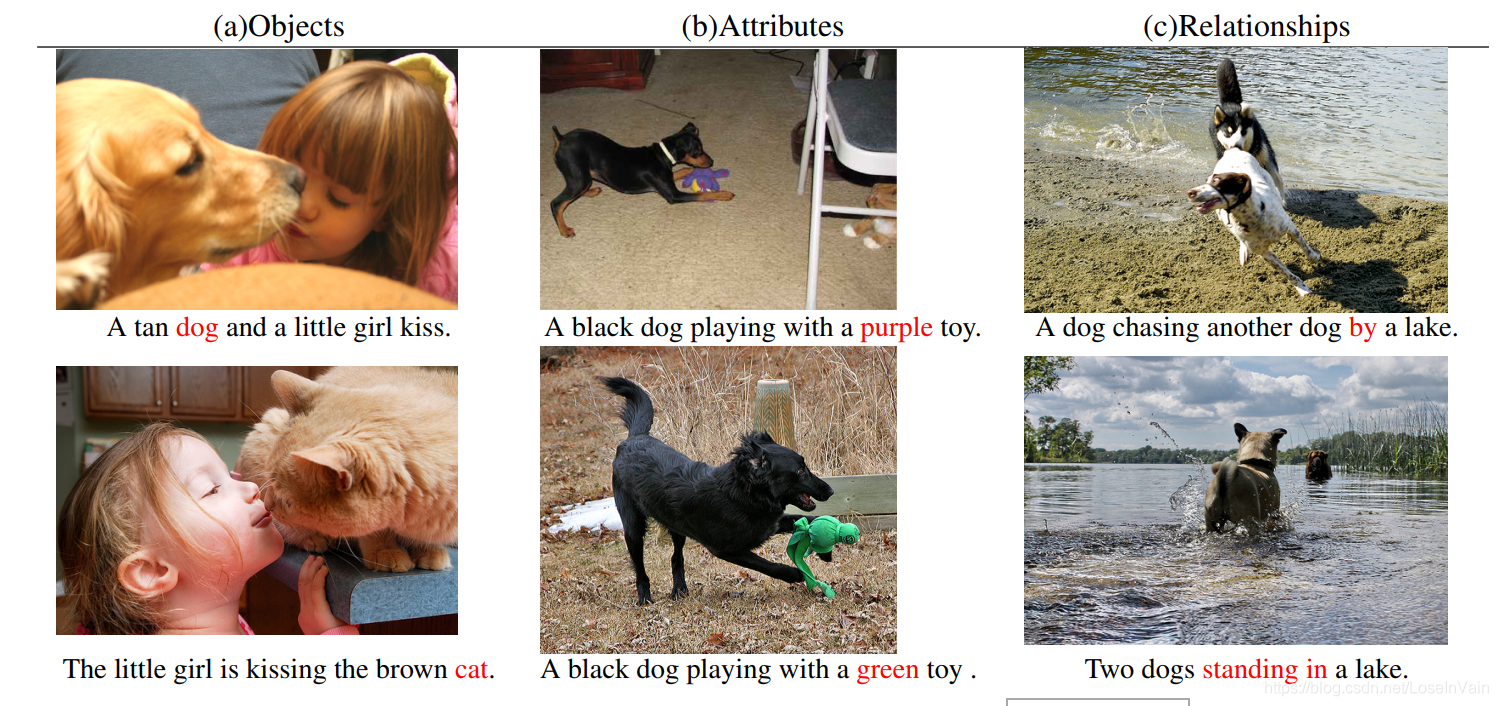 (a)Objects
(b)Attributes
(c)Relationships
A tan dog and a little girl kiss.
A black dog playing with a purple toy.
A dog chasing another dog by a lake.
The little girl is kissing the brown cat.
A black dog playing with a green toy .
Two dogs standing in a lake.
https://blog.csdn.net/LoseInVain